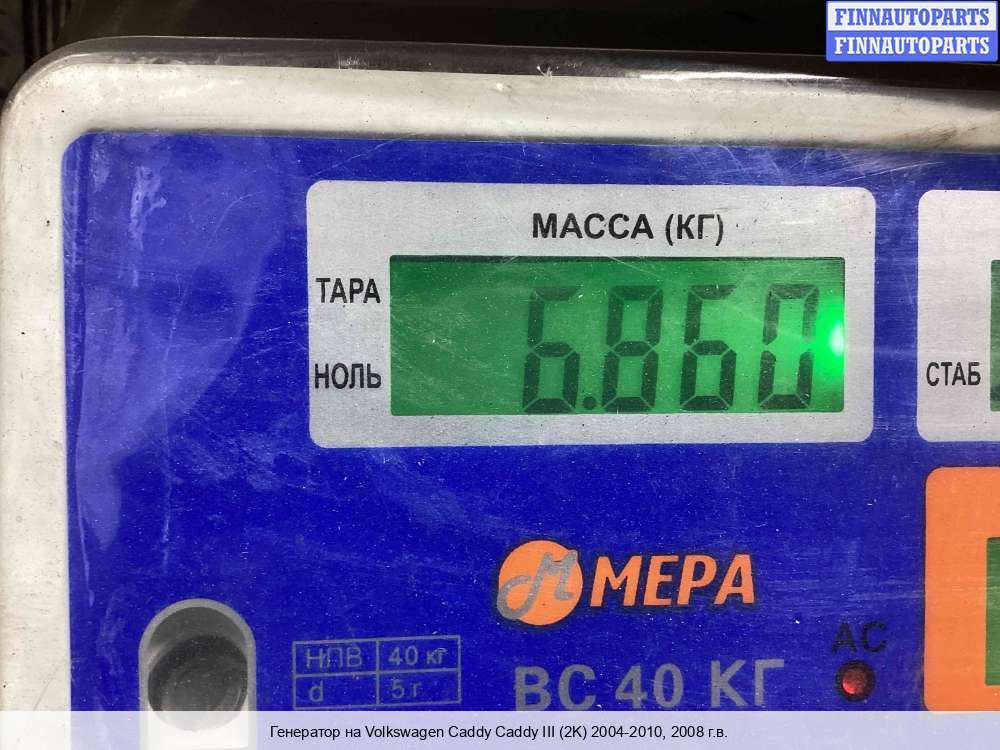 FINNAUTOPARTS
FINNAUTOPARTS
МАССА (КГ)
ТАРА
6.860
НОЛЬ
СТАБ
М МЕРА
AC
НПВ 40 кг
d 5 г
ВС 40 КГ
Генератор на Volkswagen Caddy Caddy III (2K) 2004-2010, 2008 г.в.